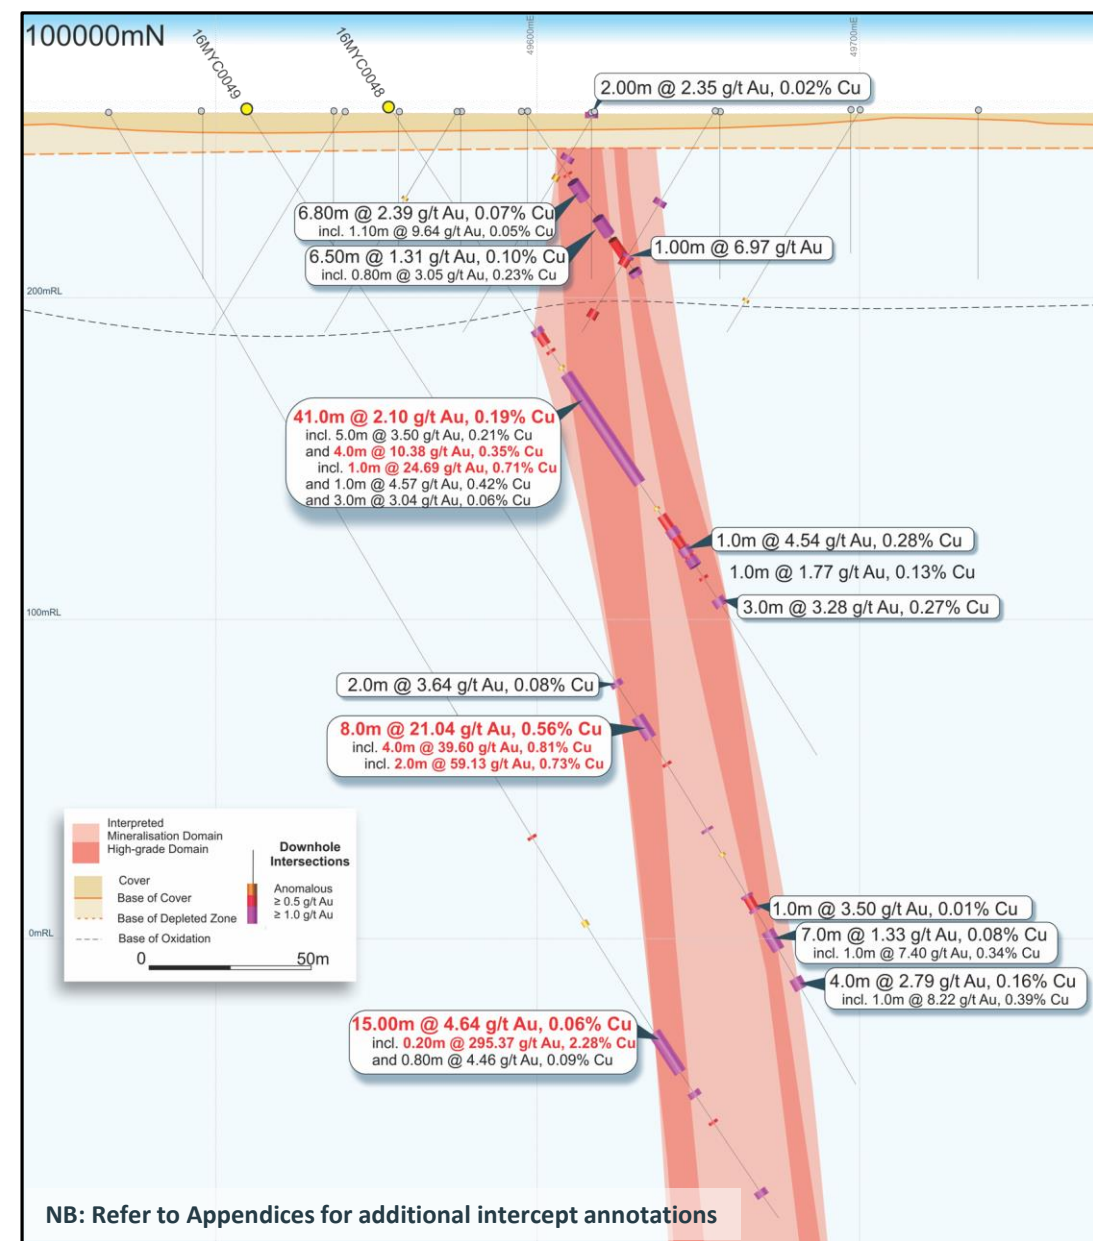 100000mN
16MYC0049
16MYC0048
49600mE
49700mE
2.00m @ 2.35 g/t Au, 0.02% Cu
6.80m @ 2.39 g/t Au, 0.07% Cu
incl. 1.10m @ 9.64 g/t Au, 0.05% Cu
6.50m @ 1.31 g/t Au, 0.10% Cu
incl. 0.80m @ 3.05 g/t Au, 0.23% Cu
1.00m @ 6.97 g/t Au
200mRL
41.0m @ 2.10 g/t Au, 0.19% Cu
incl. 5.0m @ 3.50 g/t Au, 0.21% Cu
and 4.0m @ 10.38 g/t Au, 0.35% Cu
incl. 1.0m @ 24.69 g/t Au, 0.71% Cu
and 1.0m @ 4.57 g/t Au, 0.42% Cu
and 3.0m @ 3.04 g/t Au, 0.06% Cu
1.0m @ 4.54 g/t Au, 0.28% Cu
1.0m @ 1.77 g/t Au, 0.13% Cu
3.0m @ 3.28 g/t Au, 0.27% Cu
100mRL
2.0m @ 3.64 g/t Au, 0.08% Cu
8.0m @ 21.04 g/t Au, 0.56% Cu
incl. 4.0m @ 39.60 g/t Au, 0.81% Cu
incl. 2.0m @ 59.13 g/t Au, 0.73% Cu
Interpreted
Mineralisation Domain
High-grade Domain
Cover
Base of Cover
Base of Depleted Zone
Base of Oxidation
Downhole
Intersections
Anomalous
≥ 0.5 g/t Au
≥ 1.0 g/t Au
0 50m
0mRL
1.0m @ 3.50 g/t Au, 0.01% Cu
7.0m @ 1.33 g/t Au, 0.08% Cu
incl. 1.0m @ 7.40 g/t Au, 0.34% Cu
4.0m @ 2.79 g/t Au, 0.16% Cu
incl. 1.0m @ 8.22 g/t Au, 0.39% Cu
15.00m @ 4.64 g/t Au, 0.06% Cu
incl. 0.20m @ 295.37 g/t Au, 2.28% Cu
and 0.80m @ 4.46 g/t Au, 0.09% Cu
NB: Refer to Appendices for additional intercept annotations